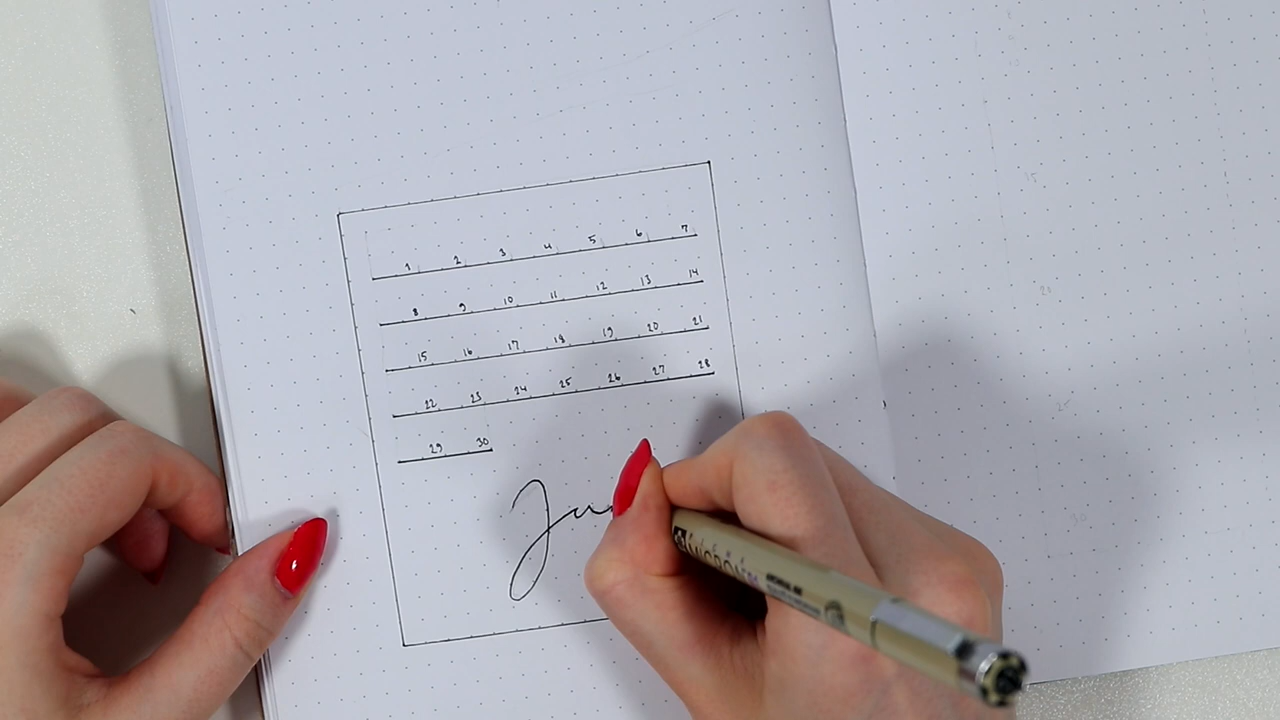 1 2 3 4 5 6 7
8 9 10 11 12 13 14
15 16 17 18 19 20 21
22 23 24 25 26 27 28
29 30
Ju
MICRON